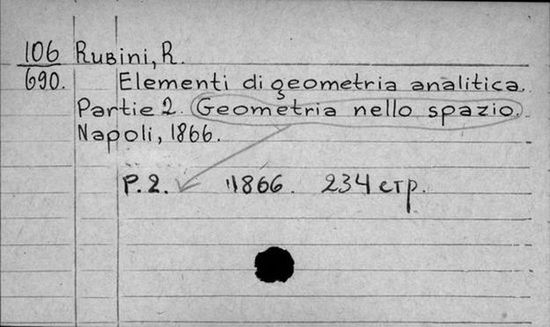 106 Rubini, R.
690. Elementi di geometria analitica.
Partie 2. Geometria nello spazio.
Napoli, 1866.
P. 2. 1866. 234 стр.